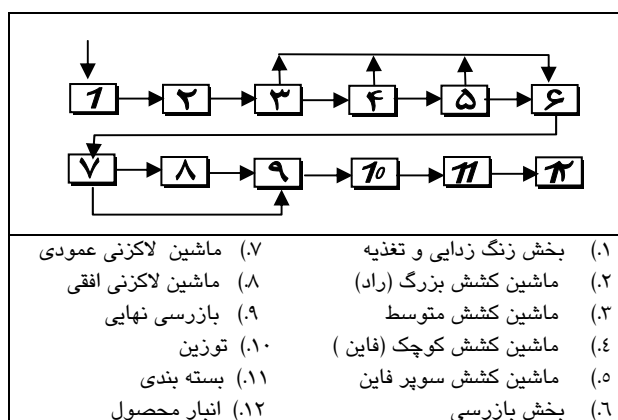 ۱ ۲ ۳ ۴ ۵ ۶
۷ ۸ ۹ ۱۰ ۱۱ ۱۲
۱.) بخش زنگ زدایی و تغذیه
۲.) ماشین کشش بزرگ (راد)
۳.) ماشین کشش متوسط
٤.) ماشین کشش کوچک (فاین )
۵.) ماشین کشش سوپر فاین
٦.) بخش بازرسی
۷.) ماشین لاکزنی عمودی
۸.) ماشین لاکزنی افقی
۹.) بازرسی نهایی
۱۰.) توزین
۱۱.) بسته بندی
۱۲.) انبار محصول